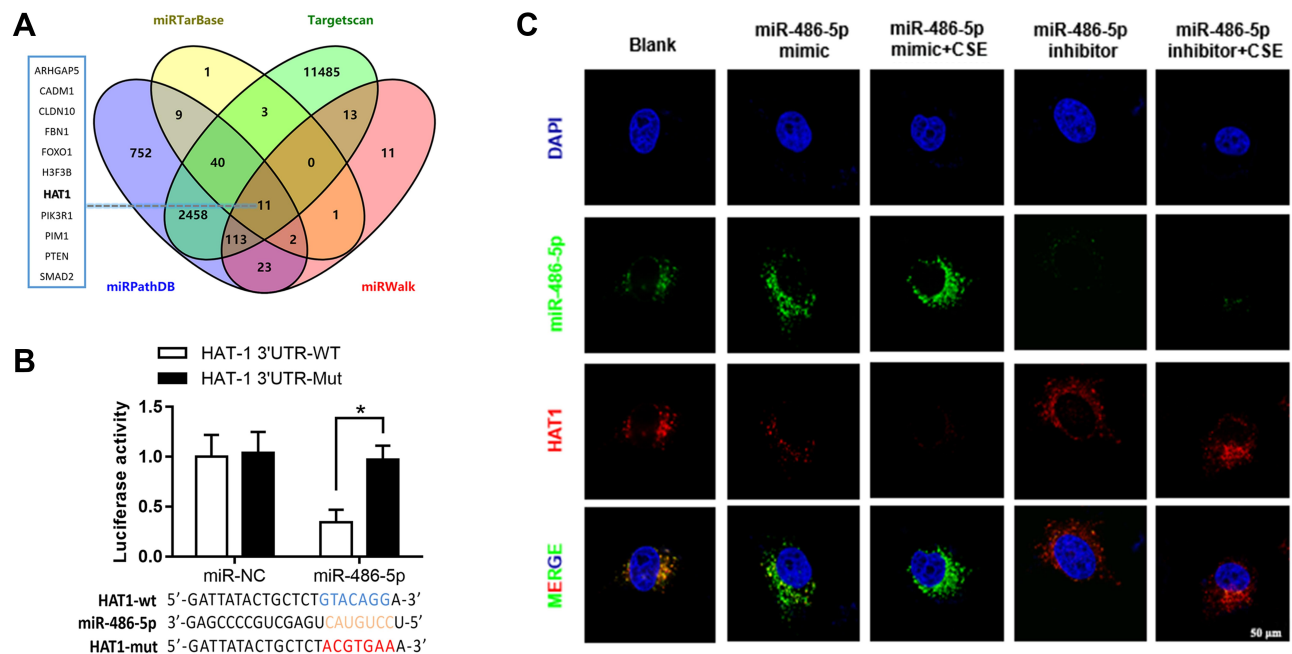 A
miRTarBase
Targetscan
ARHGAP5
CADM1
CLDN10
FBN1
FOXO1
H3F3B
HAT1
PIK3R1
PIM1
PTEN
SMAD2
1
11485
9
3
13
752
40
0
11
2458
11
1
113
2
23
miRPathDB
miRWalk
B
HAT-1 3'UTR-WT
HAT-1 3'UTR-Mut
Luciferase activity
1.5
1.0
0.5
0.0
*
miR-NC
miR-486-5p
HAT1-wt 5’-GATTATACTGCTCTGTACAGGA-3’
miR-486-5p 3’-GAGCCCCGUCGAGUCAUGUCCU-5’
HAT1-mut 5’-GATTATACTGCTCTACGTGAAA-3’
C
Blank
miR-486-5p
mimic
miR-486-5p
mimic+CSE
miR-486-5p
inhibitor
miR-486-5p
inhibitor+CSE
DAPI
miR-486-5p
HAT1
MERGE
50 μm